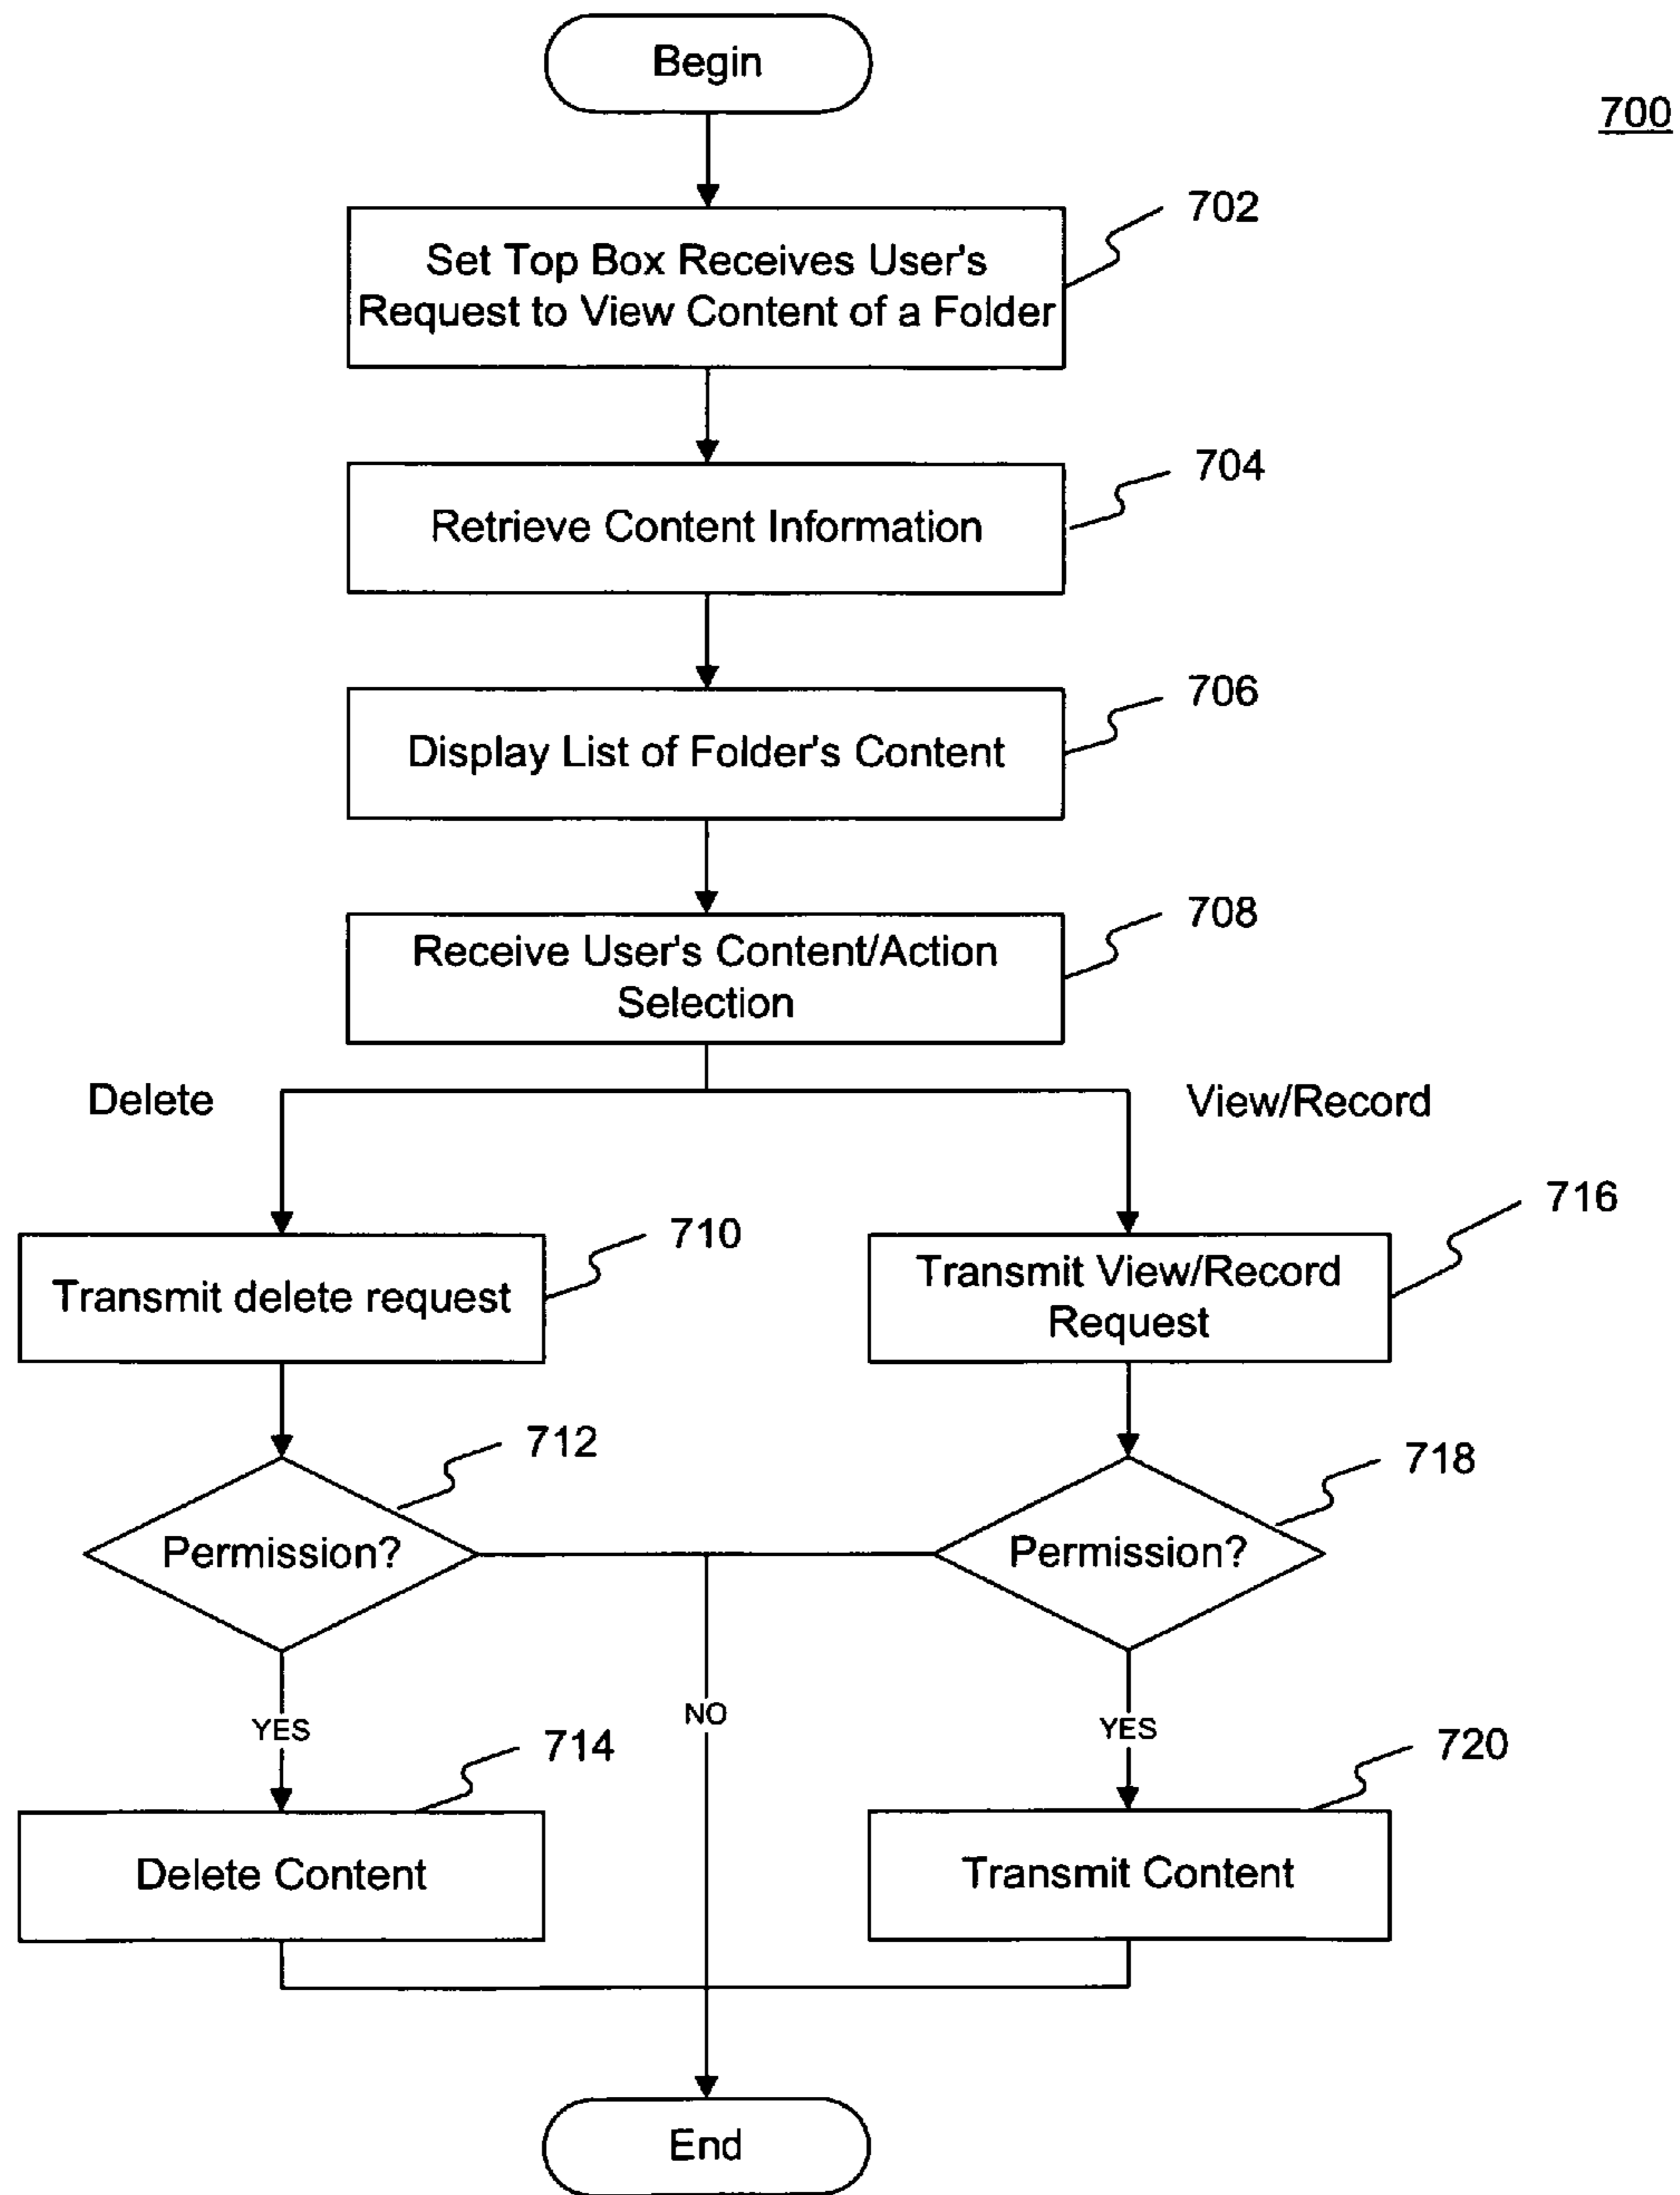 Begin
700
702
Set Top Box Receives User's
Request to View Content of a Folder
704
Retrieve Content Information
706
Display List of Folder's Content
708
Receive User's Content/Action
Selection
Delete
View/Record
710
Transmit delete request
716
Transmit View/Record
Request
712
Permission?
718
Permission?
YES
NO
YES
714
Delete Content
720
Transmit Content
End